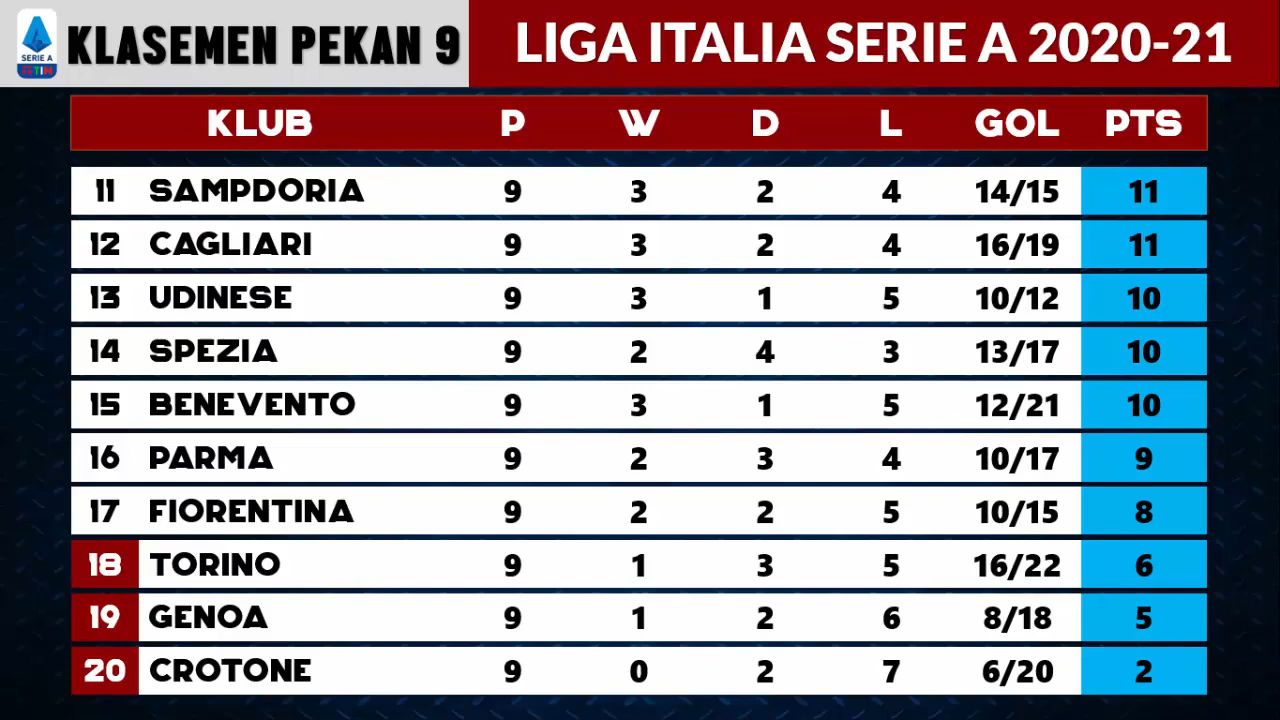 SERIE A
TIM
KLASEMEN PEKAN 9
LIGA ITALIA SERIE A 2020-21
KLUB P W D L GOL PTS
11 SAMPDORIA 9 3 2 4 14/15 11
12 CAGLIARI 9 3 2 4 16/19 11
13 UDINESE 9 3 1 5 10/12 10
14 SPEZIA 9 2 4 3 13/17 10
15 BENEVENTO 9 3 1 5 12/21 10
16 PARMA 9 2 3 4 10/17 9
17 FIORENTINA 9 2 2 5 10/15 8
18 TORINO 9 1 3 5 16/22 6
19 GENOA 9 1 2 6 8/18 5
20 CROTONE 9 0 2 7 6/20 2